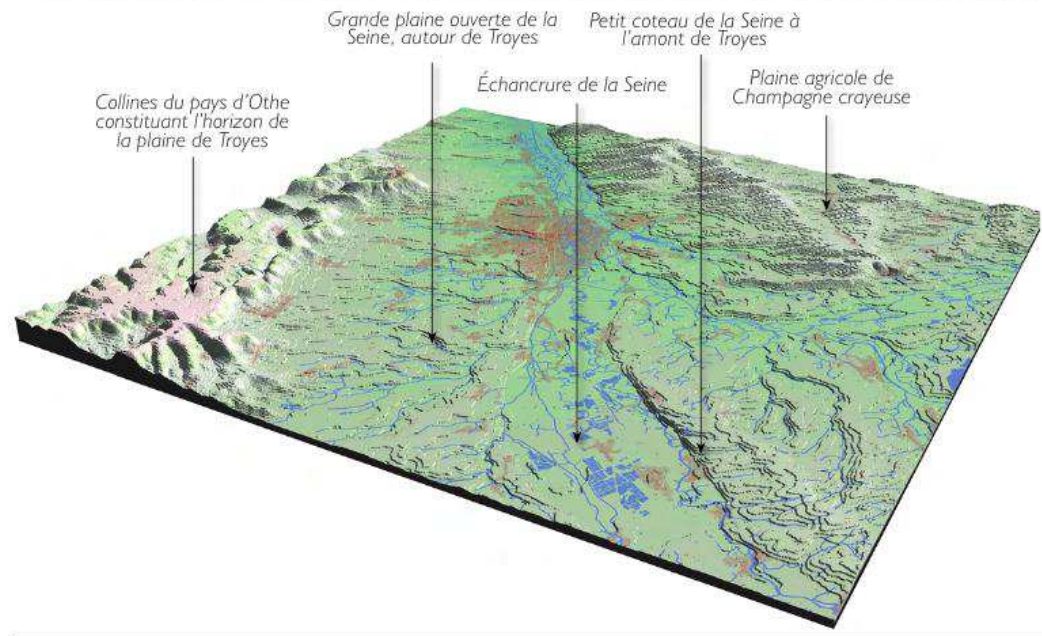 Grande plaine ouverte de la
Seine, autour de Troyes
Petit coteau de la Seine à
l'amont de Troyes
Échancrure de la Seine
Plaine agricole de
Champagne crayeuse
Collines du pays d'Othe
constituant l'horizon de
la plaine de Troyes